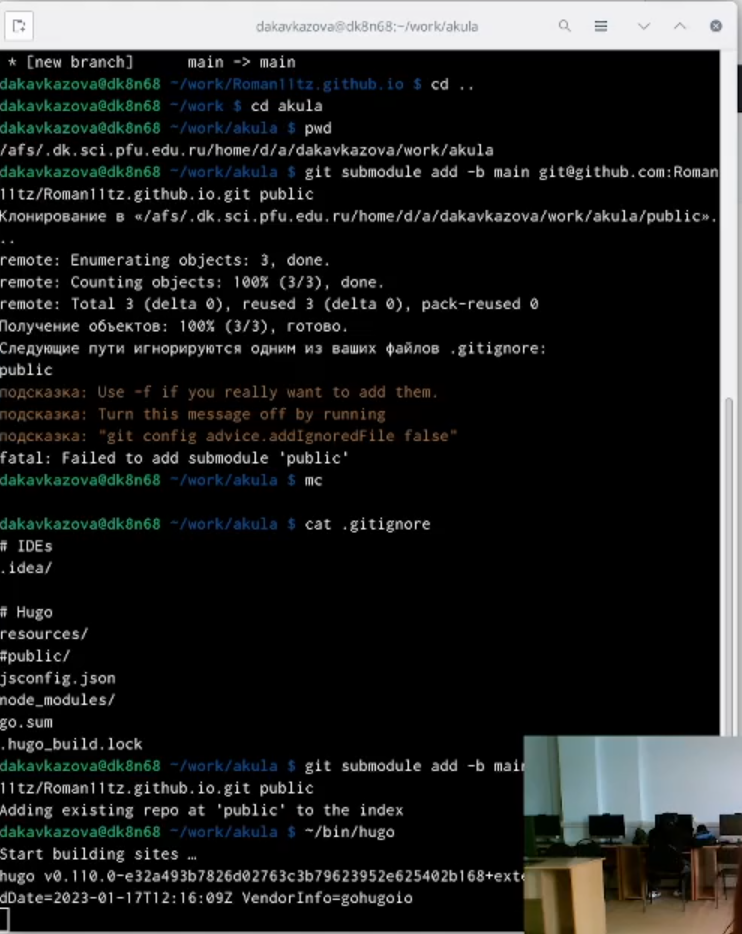 dakavkazova@dk8n68:~/work/akula
* [new branch]      main -> main
dakavkazova@dk8n68 ~/work/Roman11tz.github.io $ cd ..
dakavkazova@dk8n68 ~/work $ cd akula
dakavkazova@dk8n68 ~/work/akula $ pwd
/afs/.dk.sci.pfu.edu.ru/home/d/a/dakavkazova/work/akula
dakavkazova@dk8n68 ~/work/akula $ git submodule add -b main git@github.com:Roman
11tz/Roman11tz.github.io.git public
Клонирование в «/afs/.dk.sci.pfu.edu.ru/home/d/a/dakavkazova/work/akula/public».
..
remote: Enumerating objects: 3, done.
remote: Counting objects: 100% (3/3), done.
remote: Total 3 (delta 0), reused 3 (delta 0), pack-reused 0
Получение объектов: 100% (3/3), готово.
Следующие пути игнорируются одним из ваших файлов .gitignore:
public
подсказка: Use -f if you really want to add them.
подсказка: Turn this message off by running
подсказка: "git config advice.addIgnoredFile false"
fatal: Failed to add submodule 'public'
dakavkazova@dk8n68 ~/work/akula $ mc
dakavkazova@dk8n68 ~/work/akula $ cat .gitignore
# IDEs
.idea/
# Hugo
resources/
#public/
jsconfig.json
node_modules/
go.sum
.hugo_build.lock
dakavkazova@dk8n68 ~/work/akula $ git submodule add -b mai
11tz/Roman11tz.github.io.git public
Adding existing repo at 'public' to the index
dakavkazova@dk8n68 ~/work/akula $ ~/bin/hugo
Start building sites …
hugo v0.110.0-e32a493b7826d02763c3b79623952e625402b168+exte
dDate=2023-01-17T12:16:09Z VendorInfo=gohugoio